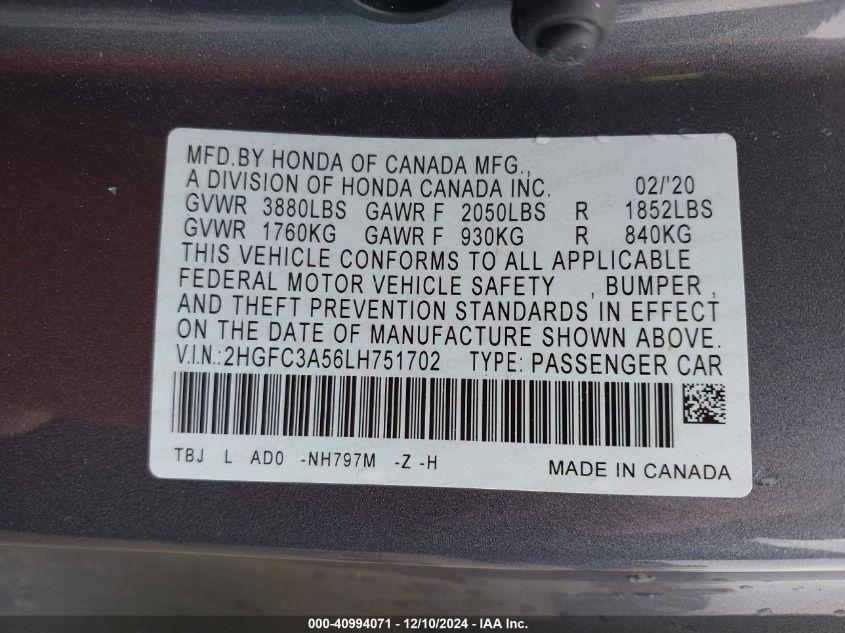 MFD.BY HONDA OF CANADA MFG.,
A DIVISION OF HONDA CANADA INC. 02/'20
GVWR 3880LBS GAWR F 2050LBS R 1852LBS
GVWR 1760KG GAWR F 930KG R 840KG
THIS VEHICLE CONFORMS TO ALL APPLICABLE
FEDERAL MOTOR VEHICLE SAFETY , BUMPER ,
AND THEFT PREVENTION STANDARDS IN EFFECT
ON THE DATE OF MANUFACTURE SHOWN ABOVE.
V.I.N.:2HGFC3A56LH751702 TYPE: PASSENGER CAR
TBJ L AD0 -NH797M -Z -H MADE IN CANADA
000-40994071 — 12/10/2024 — IAA Inc.